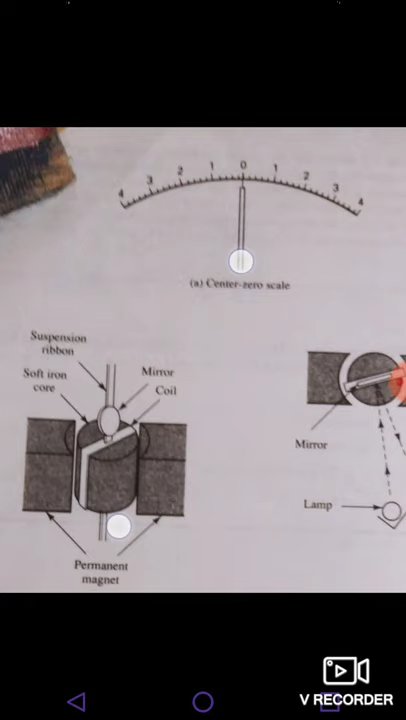 4 3 2 1 0 1 2 3 4
(a) Center-zero scale
Suspension
ribbon
Soft iron
core
Mirror
Coil
Permanent
magnet
Mirror
Lamp
V RECORDER